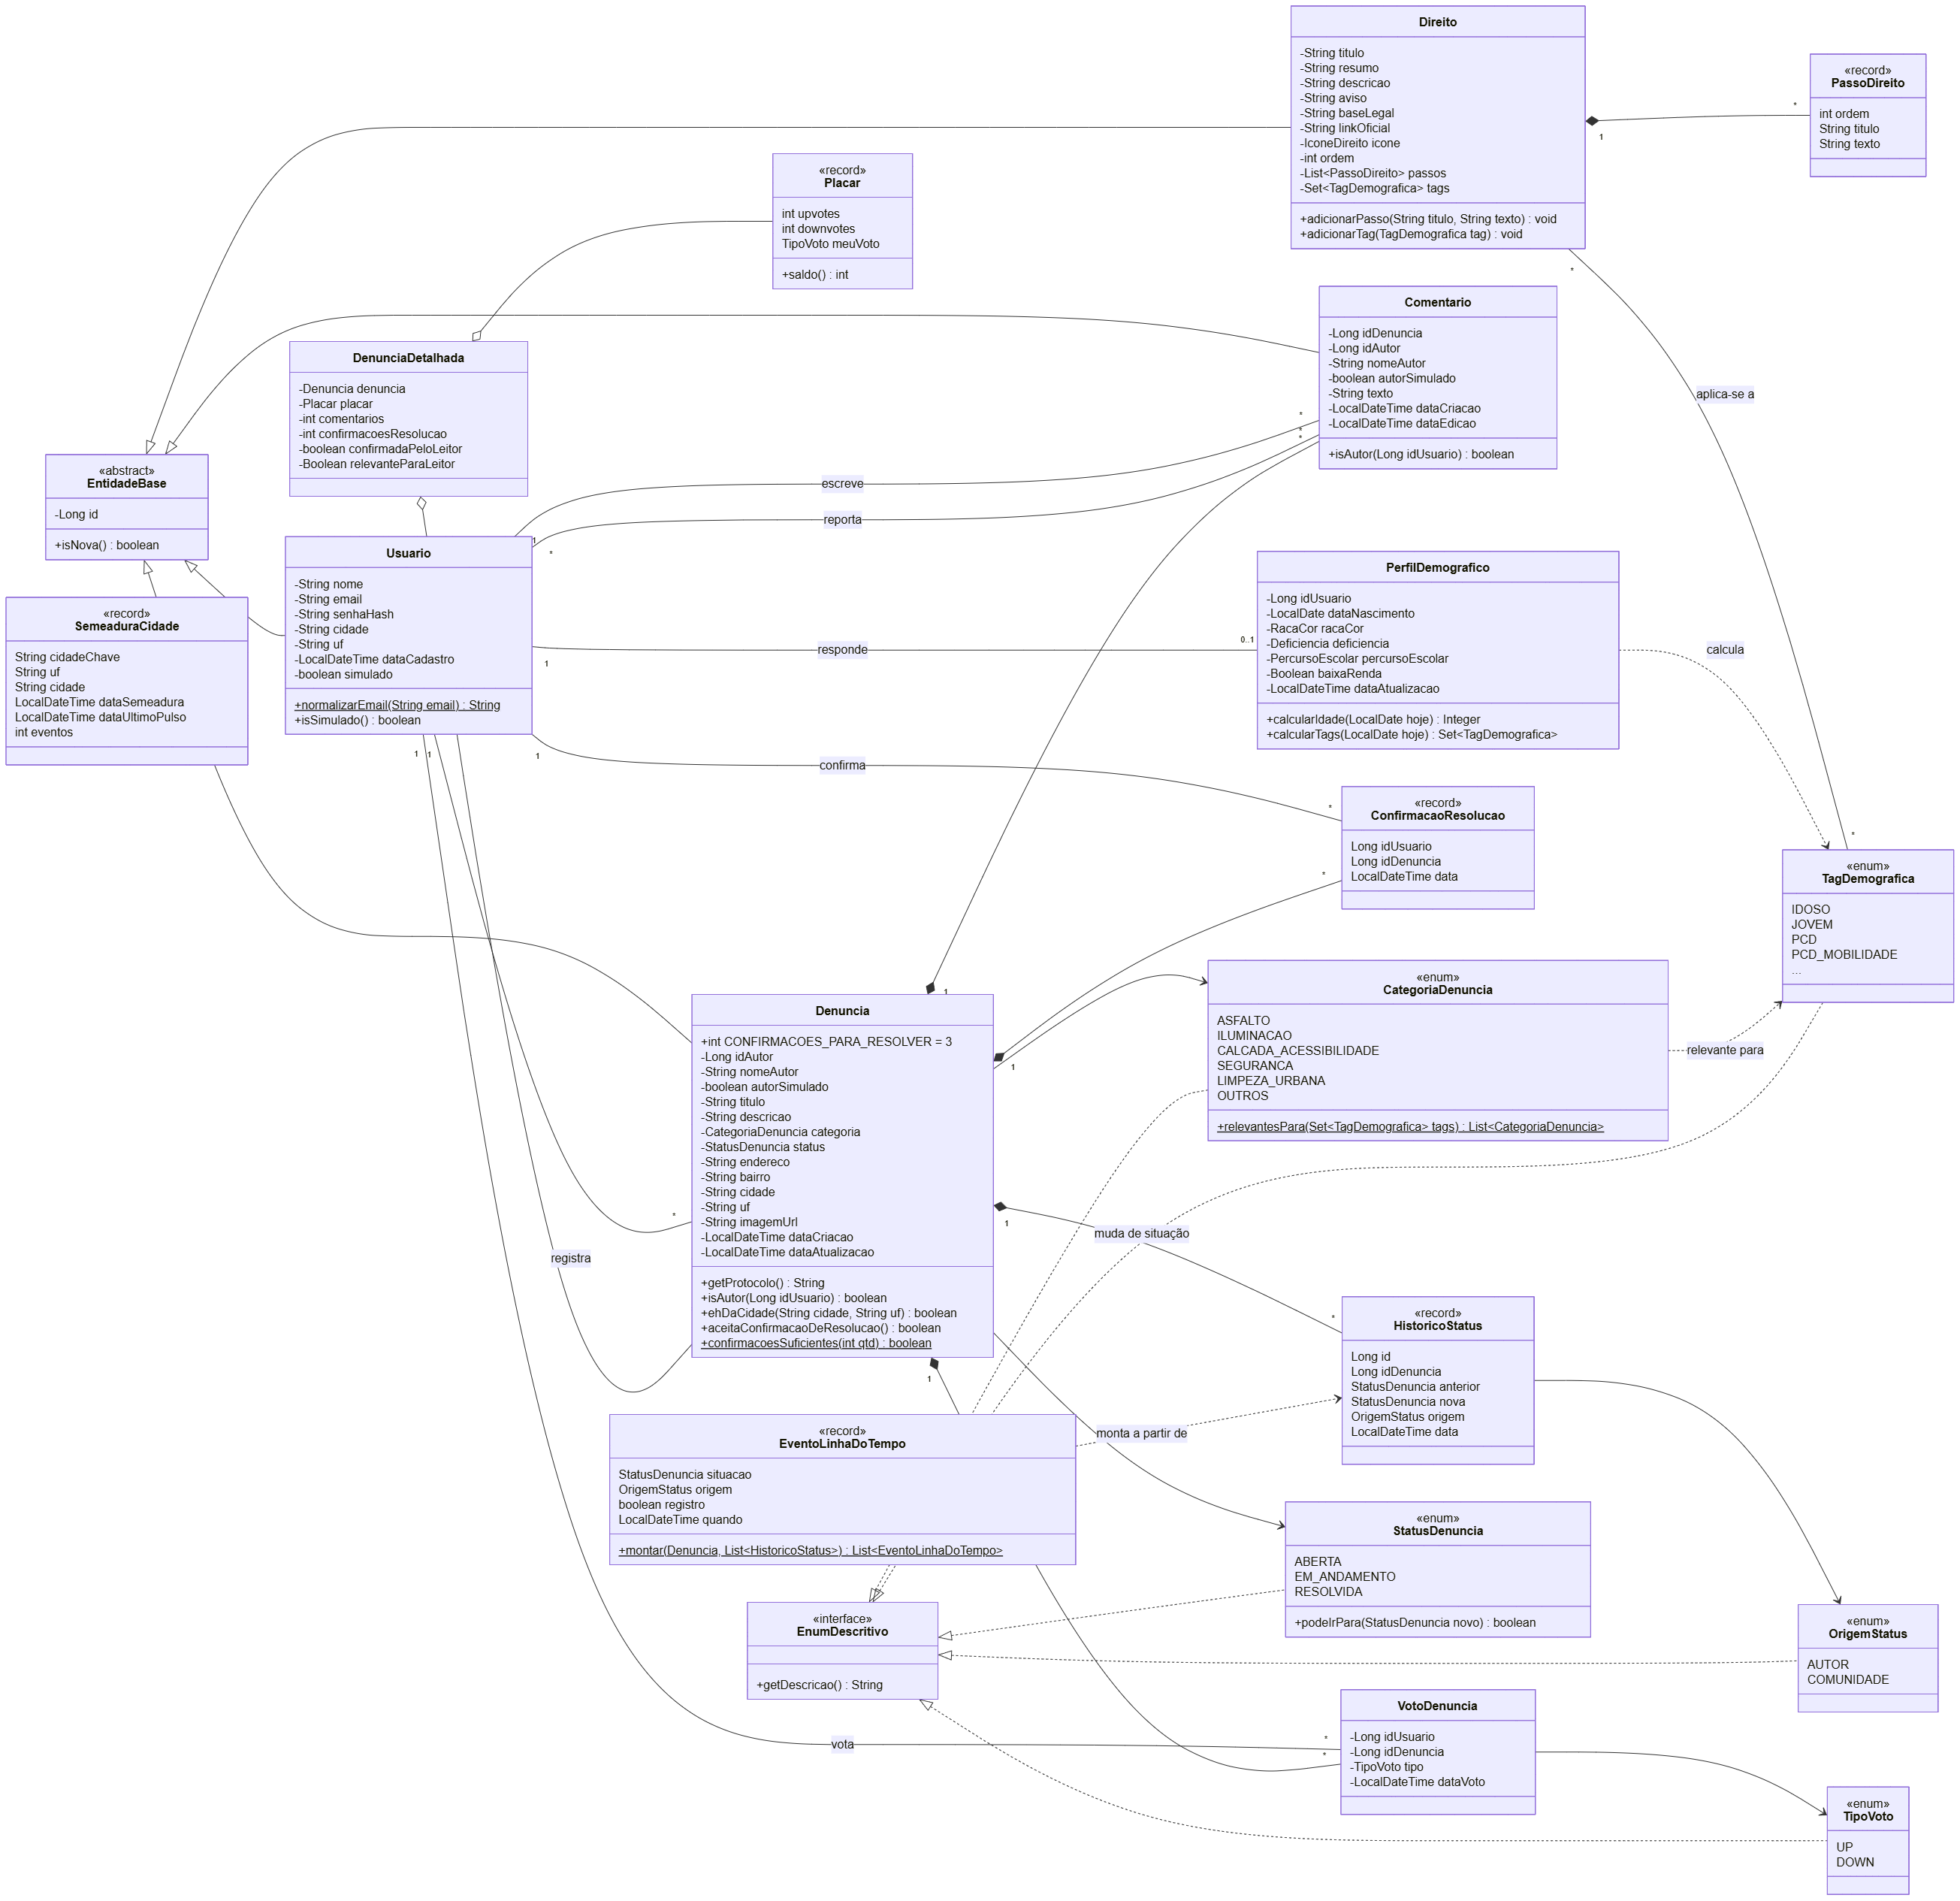 Direito
-String titulo
-String resumo
-String descricao
-String aviso
-String baseLegal
-String linkOficial
-IconeDireito icone
-int ordem
-List<PassoDireito> passos
-Set<TagDemografica> tags
+adicionarPasso(String titulo, String texto) : void
+adicionarTag(TagDemografica tag) : void
«record»
PassoDireito
int ordem
String titulo
String texto
*
1
«record»
Placar
int upvotes
int downvotes
TipoVoto meuVoto
+saldo() : int
*
Comentario
-Long idDenuncia
-Long idAutor
-String nomeAutor
-boolean autorSimulado
-String texto
-LocalDateTime dataCriacao
-LocalDateTime dataEdicao
+isAutor(Long idUsuario) : boolean
DenunciaDetalhada
-Denuncia denuncia
-Placar placar
-int comentarios
-int confirmacoesResolucao
-boolean confirmadaPeloLeitor
-Boolean relevanteParaLeitor
aplica-se a
*
*
*
«abstract»
EntidadeBase
-Long id
+isNova() : boolean
escreve
reporta
1
*
Usuario
-String nome
-String email
-String senhaHash
-String cidade
-String uf
-LocalDateTime dataCadastro
-boolean simulado
+normalizarEmail(String email) : String
+isSimulado() : boolean
«record»
SemeaduraCidade
String cidadeChave
String uf
String cidade
LocalDateTime dataSemeadura
LocalDateTime dataUltimoPulso
int eventos
PerfilDemografico
-Long idUsuario
-LocalDate dataNascimento
-RacaCor racaCor
-Deficiencia deficiencia
-PercursoEscolar percursoEscolar
-Boolean baixaRenda
-LocalDateTime dataAtualizacao
+calcularIdade(LocalDate hoje) : Integer
+calcularTags(LocalDate hoje) : Set<TagDemografica>
1
responde
0..1
calcula
1
1
1
confirma
*
«record»
ConfirmacaoResolucao
Long idUsuario
Long idDenuncia
LocalDateTime data
*
*
«enum»
TagDemografica
IDOSO
JOVEM
PCD
PCD_MOBILIDADE
...
1
Denuncia
+int CONFIRMACOES_PARA_RESOLVER = 3
-Long idAutor
-String nomeAutor
-boolean autorSimulado
-String titulo
-String descricao
-CategoriaDenuncia categoria
-StatusDenuncia status
-String endereco
-String bairro
-String cidade
-String uf
-String imagemUrl
-LocalDateTime dataCriacao
-LocalDateTime dataAtualizacao
+getProtocolo() : String
+isAutor(Long idUsuario) : boolean
+ehDaCidade(String cidade, String uf) : boolean
+aceitaConfirmacaoDeResolucao() : boolean
+confirmacoesSuficientes(int qtd) : boolean
1
«enum»
CategoriaDenuncia
ASFALTO
ILUMINACAO
CALCADA_ACESSIBILIDADE
SEGURANCA
LIMPEZA_URBANA
OUTROS
+relevantesPara(Set<TagDemografica> tags) : List<CategoriaDenuncia>
relevante para
*
1
muda de situação
registra
*
«record»
HistoricoStatus
Long id
Long idDenuncia
StatusDenuncia anterior
StatusDenuncia nova
OrigemStatus origem
LocalDateTime data
1
monta a partir de
«record»
EventoLinhaDoTempo
StatusDenuncia situacao
OrigemStatus origem
boolean registro
LocalDateTime quando
+montar(Denuncia, List<HistoricoStatus>) : List<EventoLinhaDoTempo>
«enum»
StatusDenuncia
ABERTA
EM_ANDAMENTO
RESOLVIDA
+podeIrPara(StatusDenuncia novo) : boolean
«interface»
EnumDescritivo
+getDescricao() : String
«enum»
OrigemStatus
AUTOR
COMUNIDADE
vota
*
*
VotoDenuncia
-Long idUsuario
-Long idDenuncia
-TipoVoto tipo
-LocalDateTime dataVoto
«enum»
TipoVoto
UP
DOWN